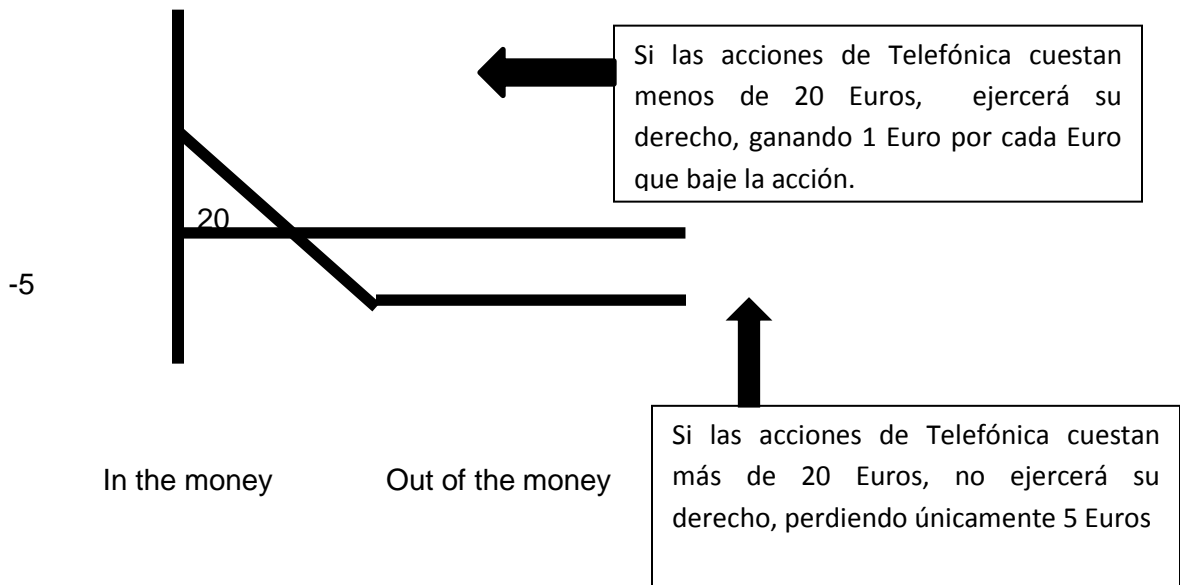 Si las acciones de Telefónica cuestan
menos de 20 Euros, ejercerá su
derecho, ganando 1 Euro por cada Euro
que baje la acción.
20
-5
In the money
Out of the money
Si las acciones de Telefónica cuestan
más de 20 Euros, no ejercerá su
derecho, perdiendo únicamente 5 Euros